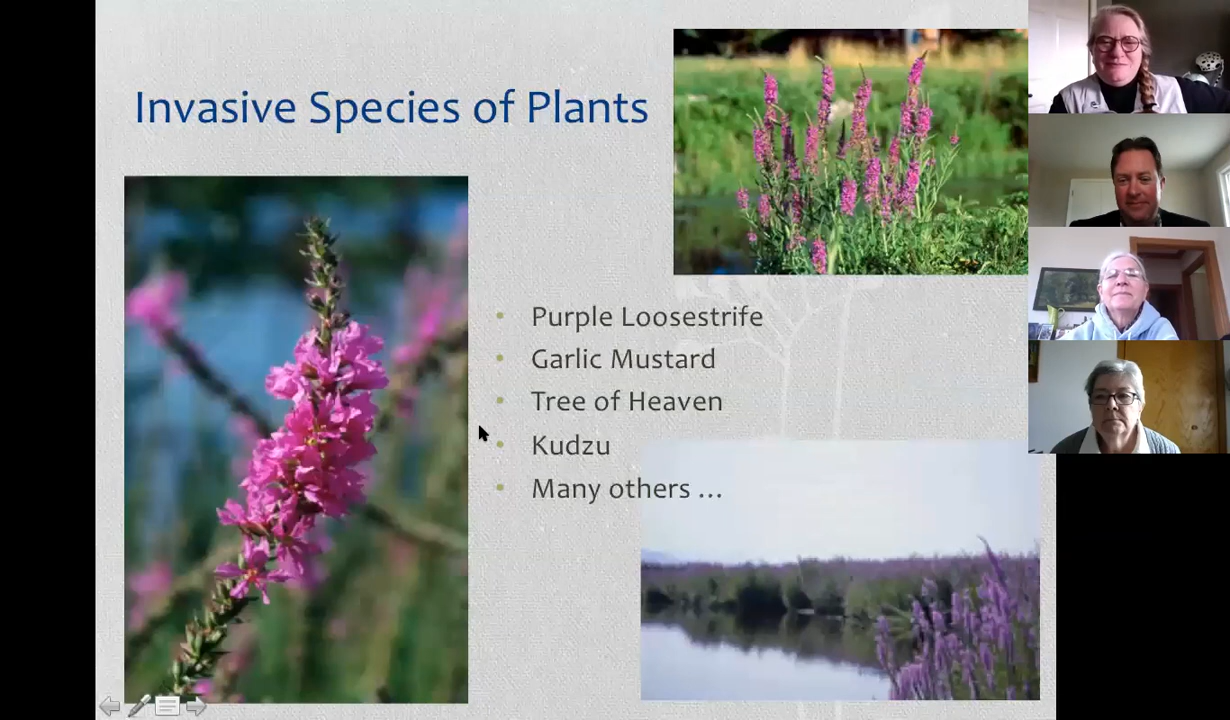 Invasive Species of Plants
• Purple Loosestrife
• Garlic Mustard
• Tree of Heaven
• Kudzu
• Many others ...